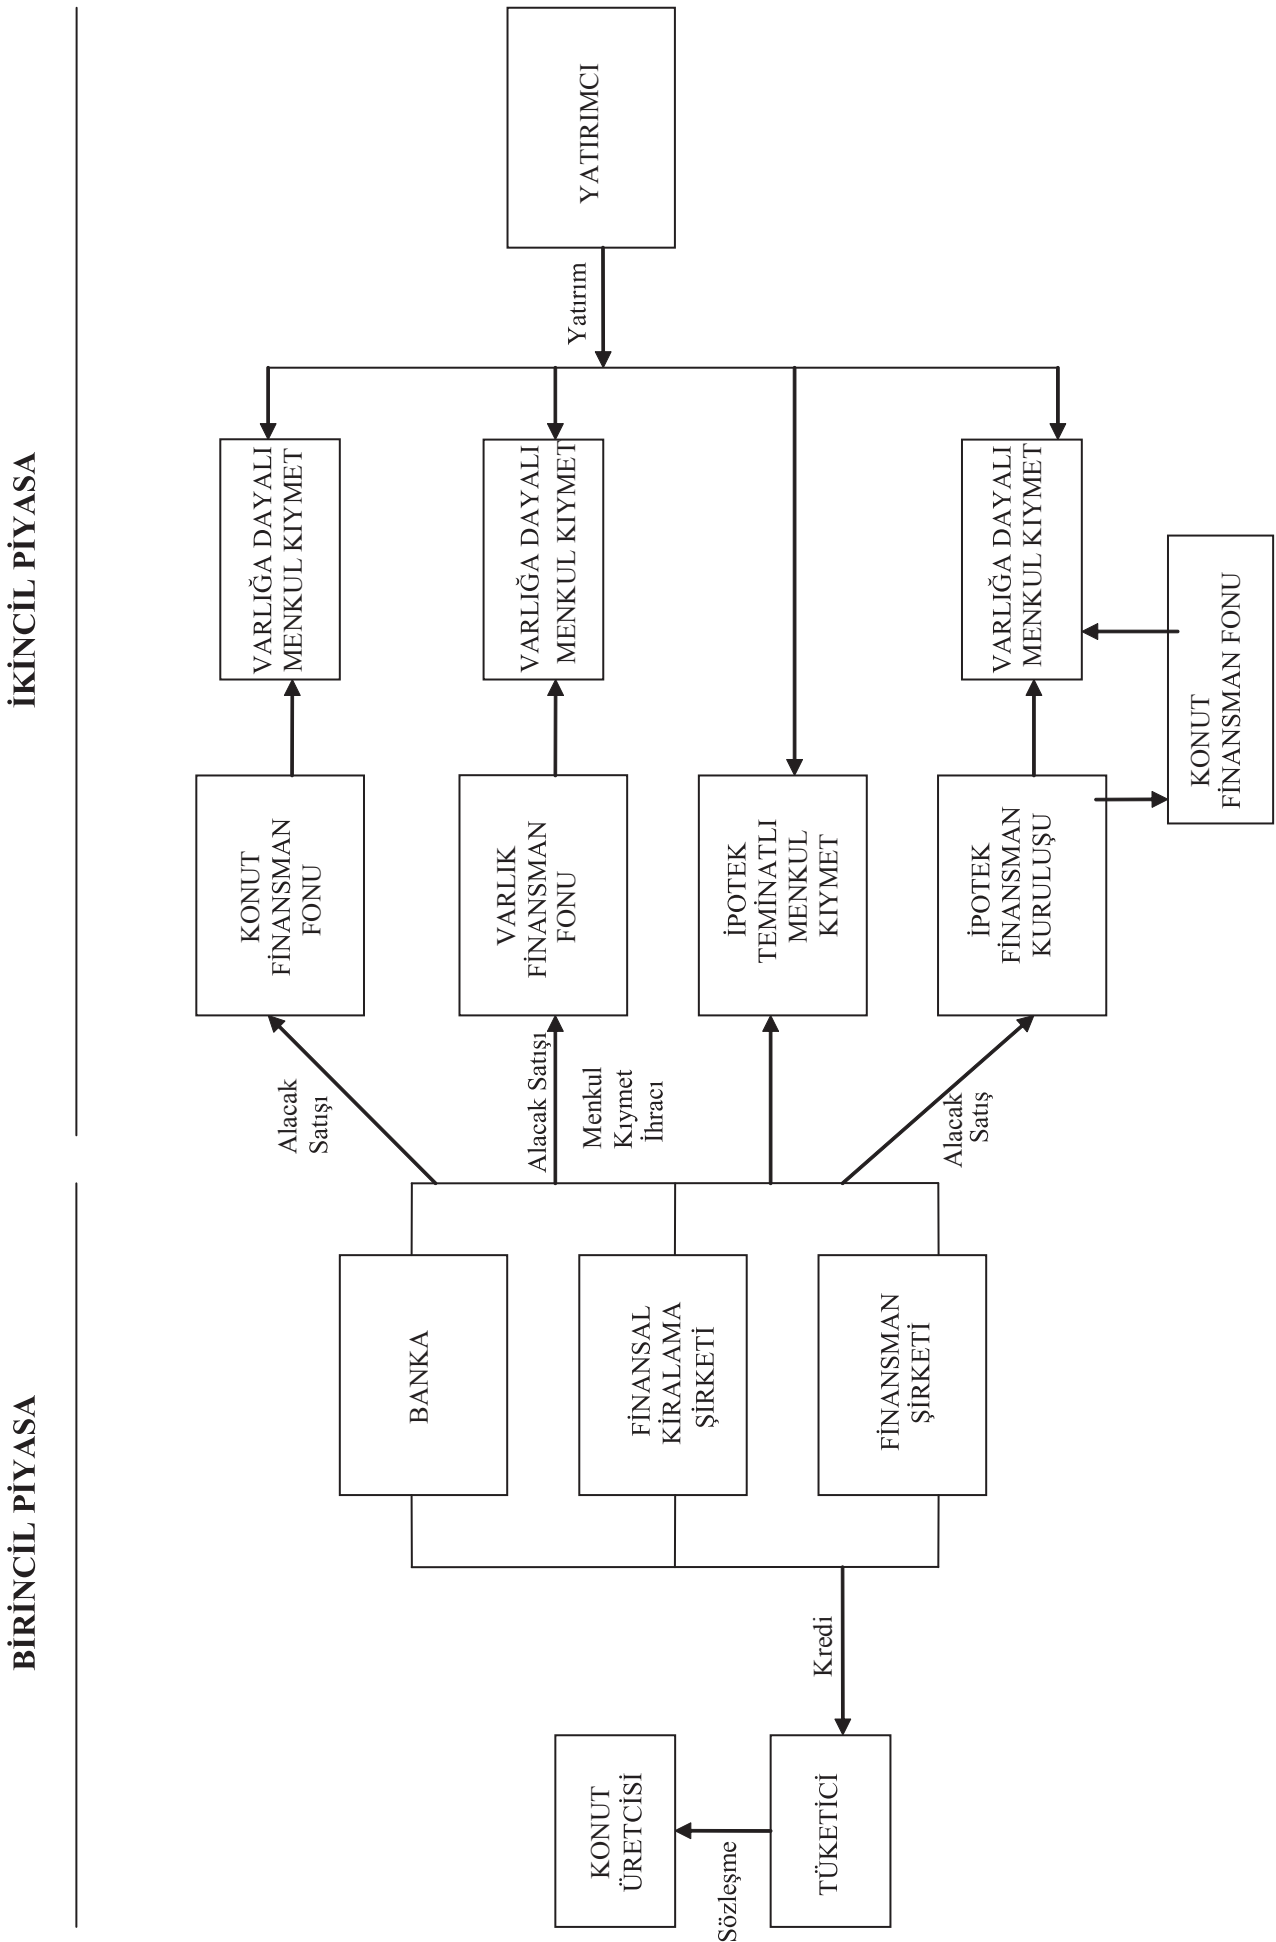 BİRİNCİL PİYASA
İKİNCİL PİYASA
KONUT
ÜRETCİSİ
Sözleşme
TÜKETİCİ
Kredi
BANKA
FİNANSAL
KİRALAMA
ŞİRKETİ
FİNANSMAN
ŞİRKETİ
Alacak
Satışı
Alacak Satışı
Menkul
Kıymet
İhracı
Alacak
Satış
KONUT
FİNANSMAN
FONU
VARLIK
FİNANSMAN
FONU
İPOTEK
TEMİNATLI
MENKUL
KIYMET
İPOTEK
FİNANSMAN
KURULUŞU
VARLIĞA DAYALI
MENKUL KIYMET
VARLIĞA DAYALI
MENKUL KIYMET
VARLIĞA DAYALI
MENKUL KIYMET
KONUT
FİNANSMAN FONU
Yatırım
YATIRIMCI